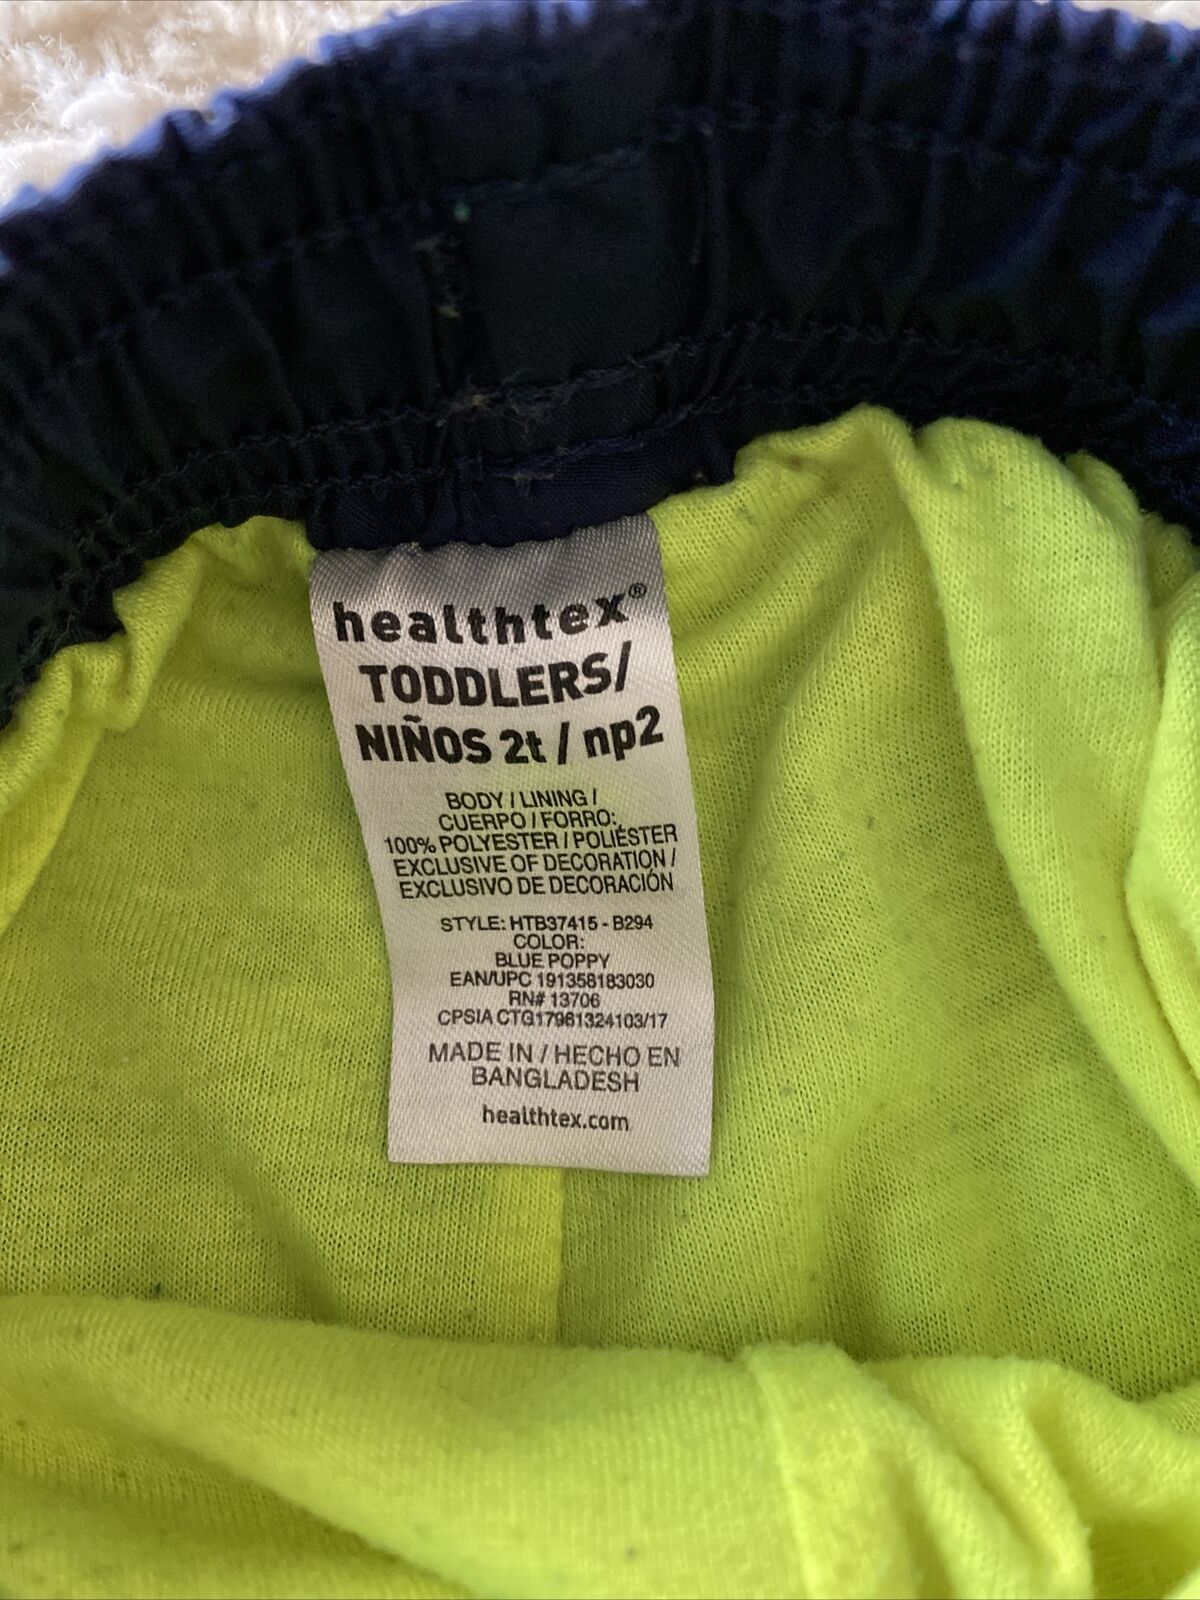 healthtex®
TODDLERS/
NIÑOS 2t / np2
BODY / LINING /
CUERPO / FORRO:
100% POLYESTER / POLIÉSTER
EXCLUSIVE OF DECORATION /
EXCLUSIVO DE DECORACIÓN
STYLE: HTB37415 - B294
COLOR:
BLUE POPPY
EAN/UPC 191358183030
RN# 13706
CPSIA CTG17961324103/17
MADE IN / HECHO EN
BANGLADESH
healthtex.com